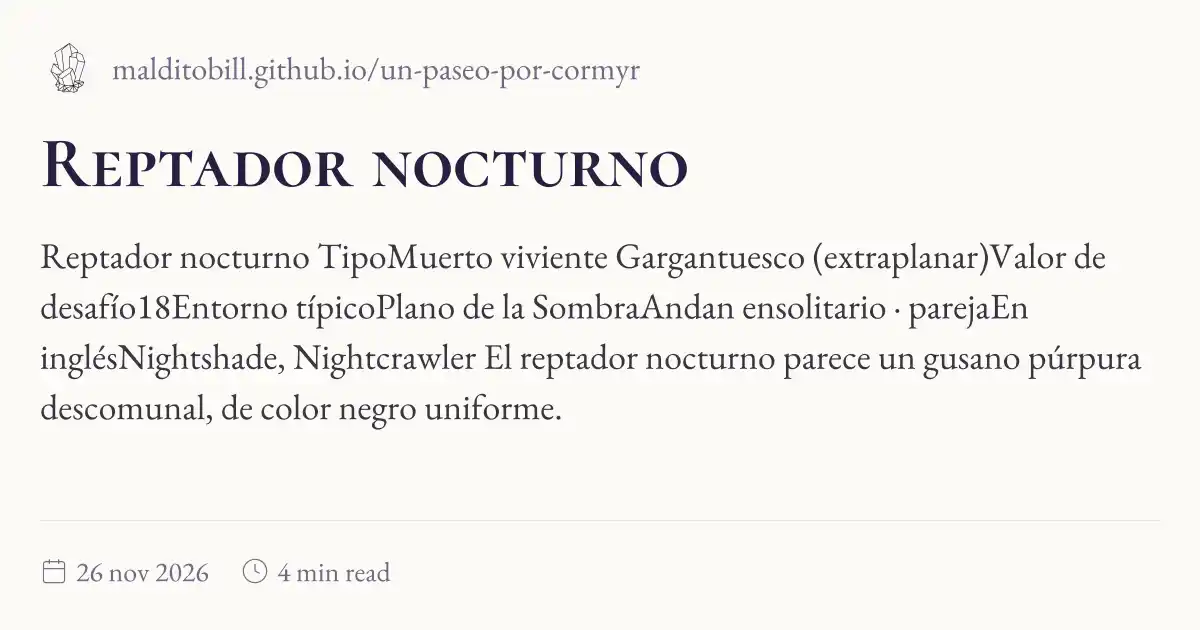 malditobill.github.io/un-paseo-por-cormyr
Reptador nocturno
Reptador nocturno TipoMuerto viviente Gargantuesco (extraplanar)Valor de
desafío18Entorno típicoPlano de la SombraAndan ensolitario · parejaEn
inglésNightshade, Nightcrawler El reptador nocturno parece un gusano púrpura
descomunal, de color negro uniforme.
26 nov 2026 4 min read